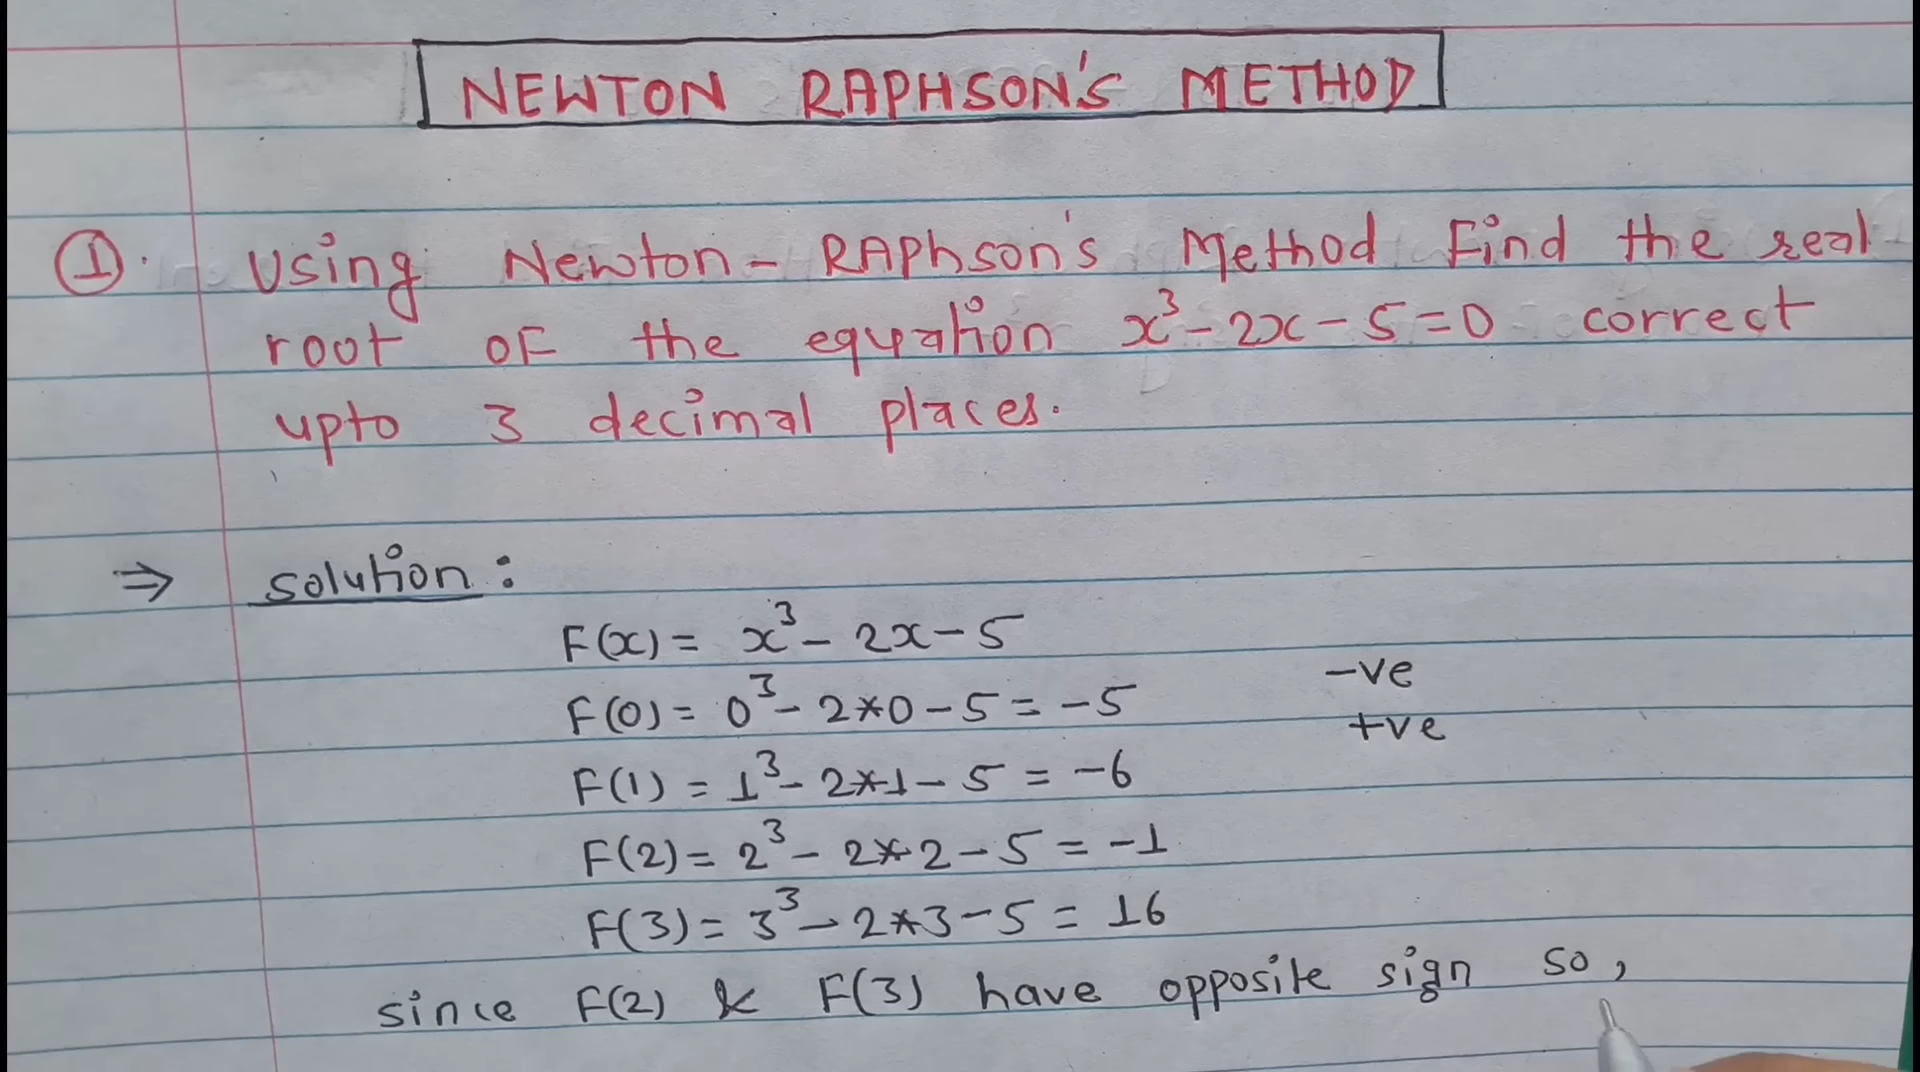 NEWTON RAPHSON'S METHOD
①. Using Newton-RAPhson's Method Find the real
root OF the equation x³-2x-5=0 correct
upto 3 decimal places.
⇒ solution:
F(x) = x³- 2x-5
F(0) = 0³- 2*0-5 = -5
-ve
+ve
F(1) = 1³- 2*1-5 = -6
F(2) = 2³- 2*2-5 = -1
F(3) = 3³- 2*3-5 = 16
since F(2) & F(3) have opposite sign so,